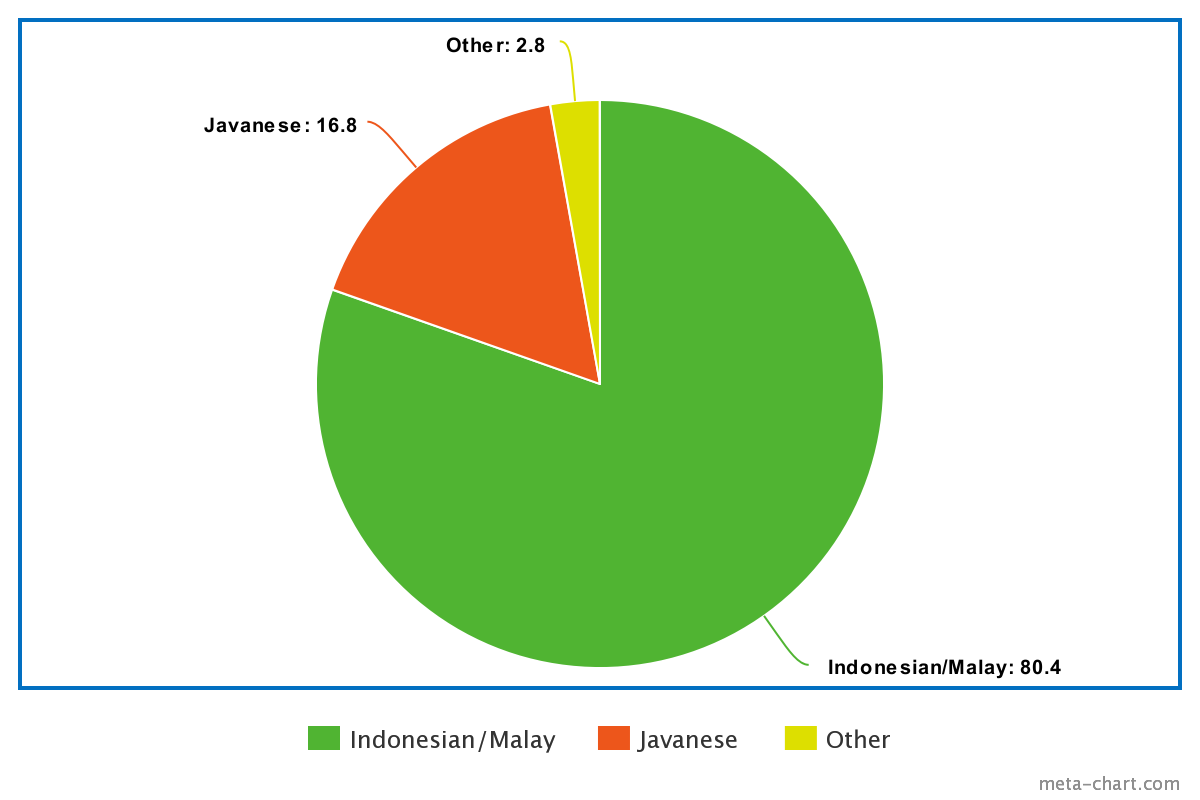 Other: 2.8
Javanese: 16.8
Indonesian/Malay: 80.4
Indonesian/Malay Javanese Other
meta-chart.com